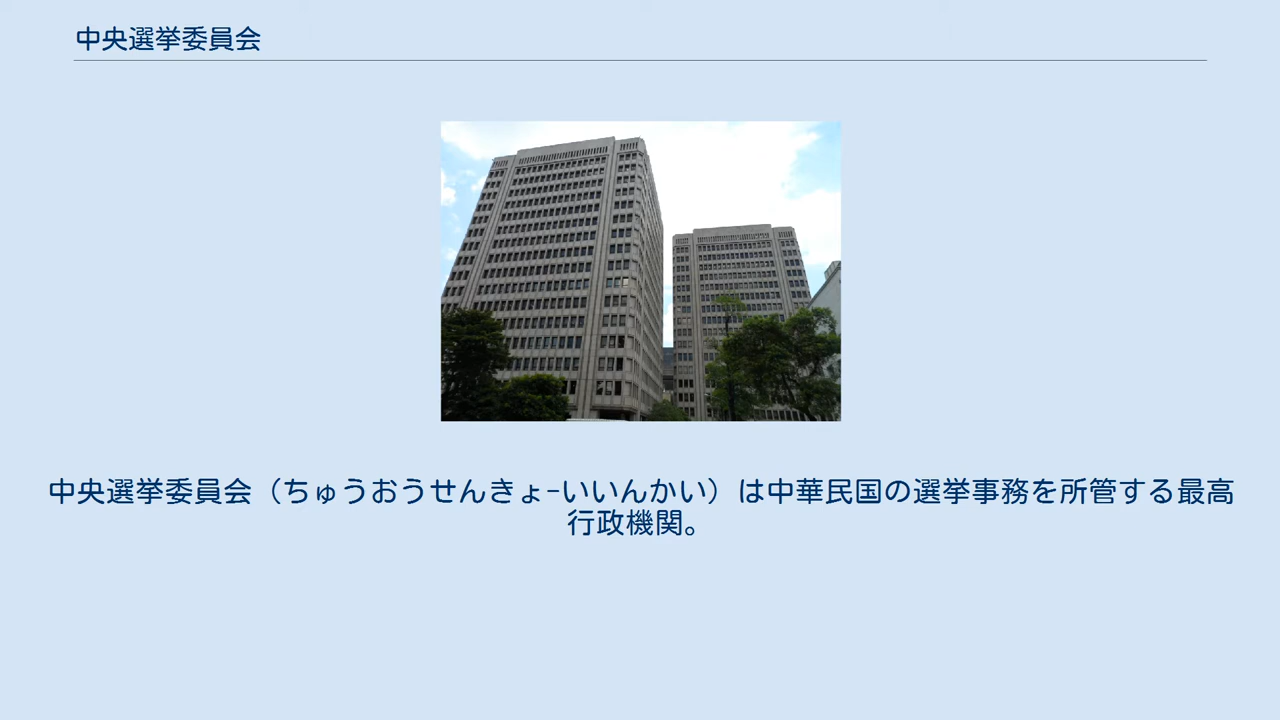 中央選挙委員会
中央選挙委員会（ちゅうおうせんきょ-いいんかい）は中華民国の選挙事務を所管する最高
行政機関。